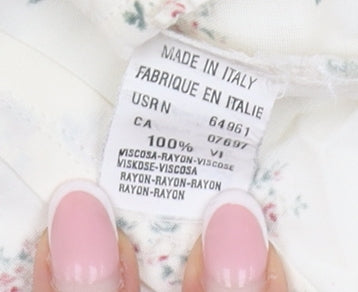 MADE IN ITALY
FABRIQUE EN ITALIE
USRN 64961
CA 07697
100% VI
VISCOSA-RAYON-VISCOSE
VISKOSE-VISCOSA
RAYON-RAYON-RAYON
RAYON-RAYON